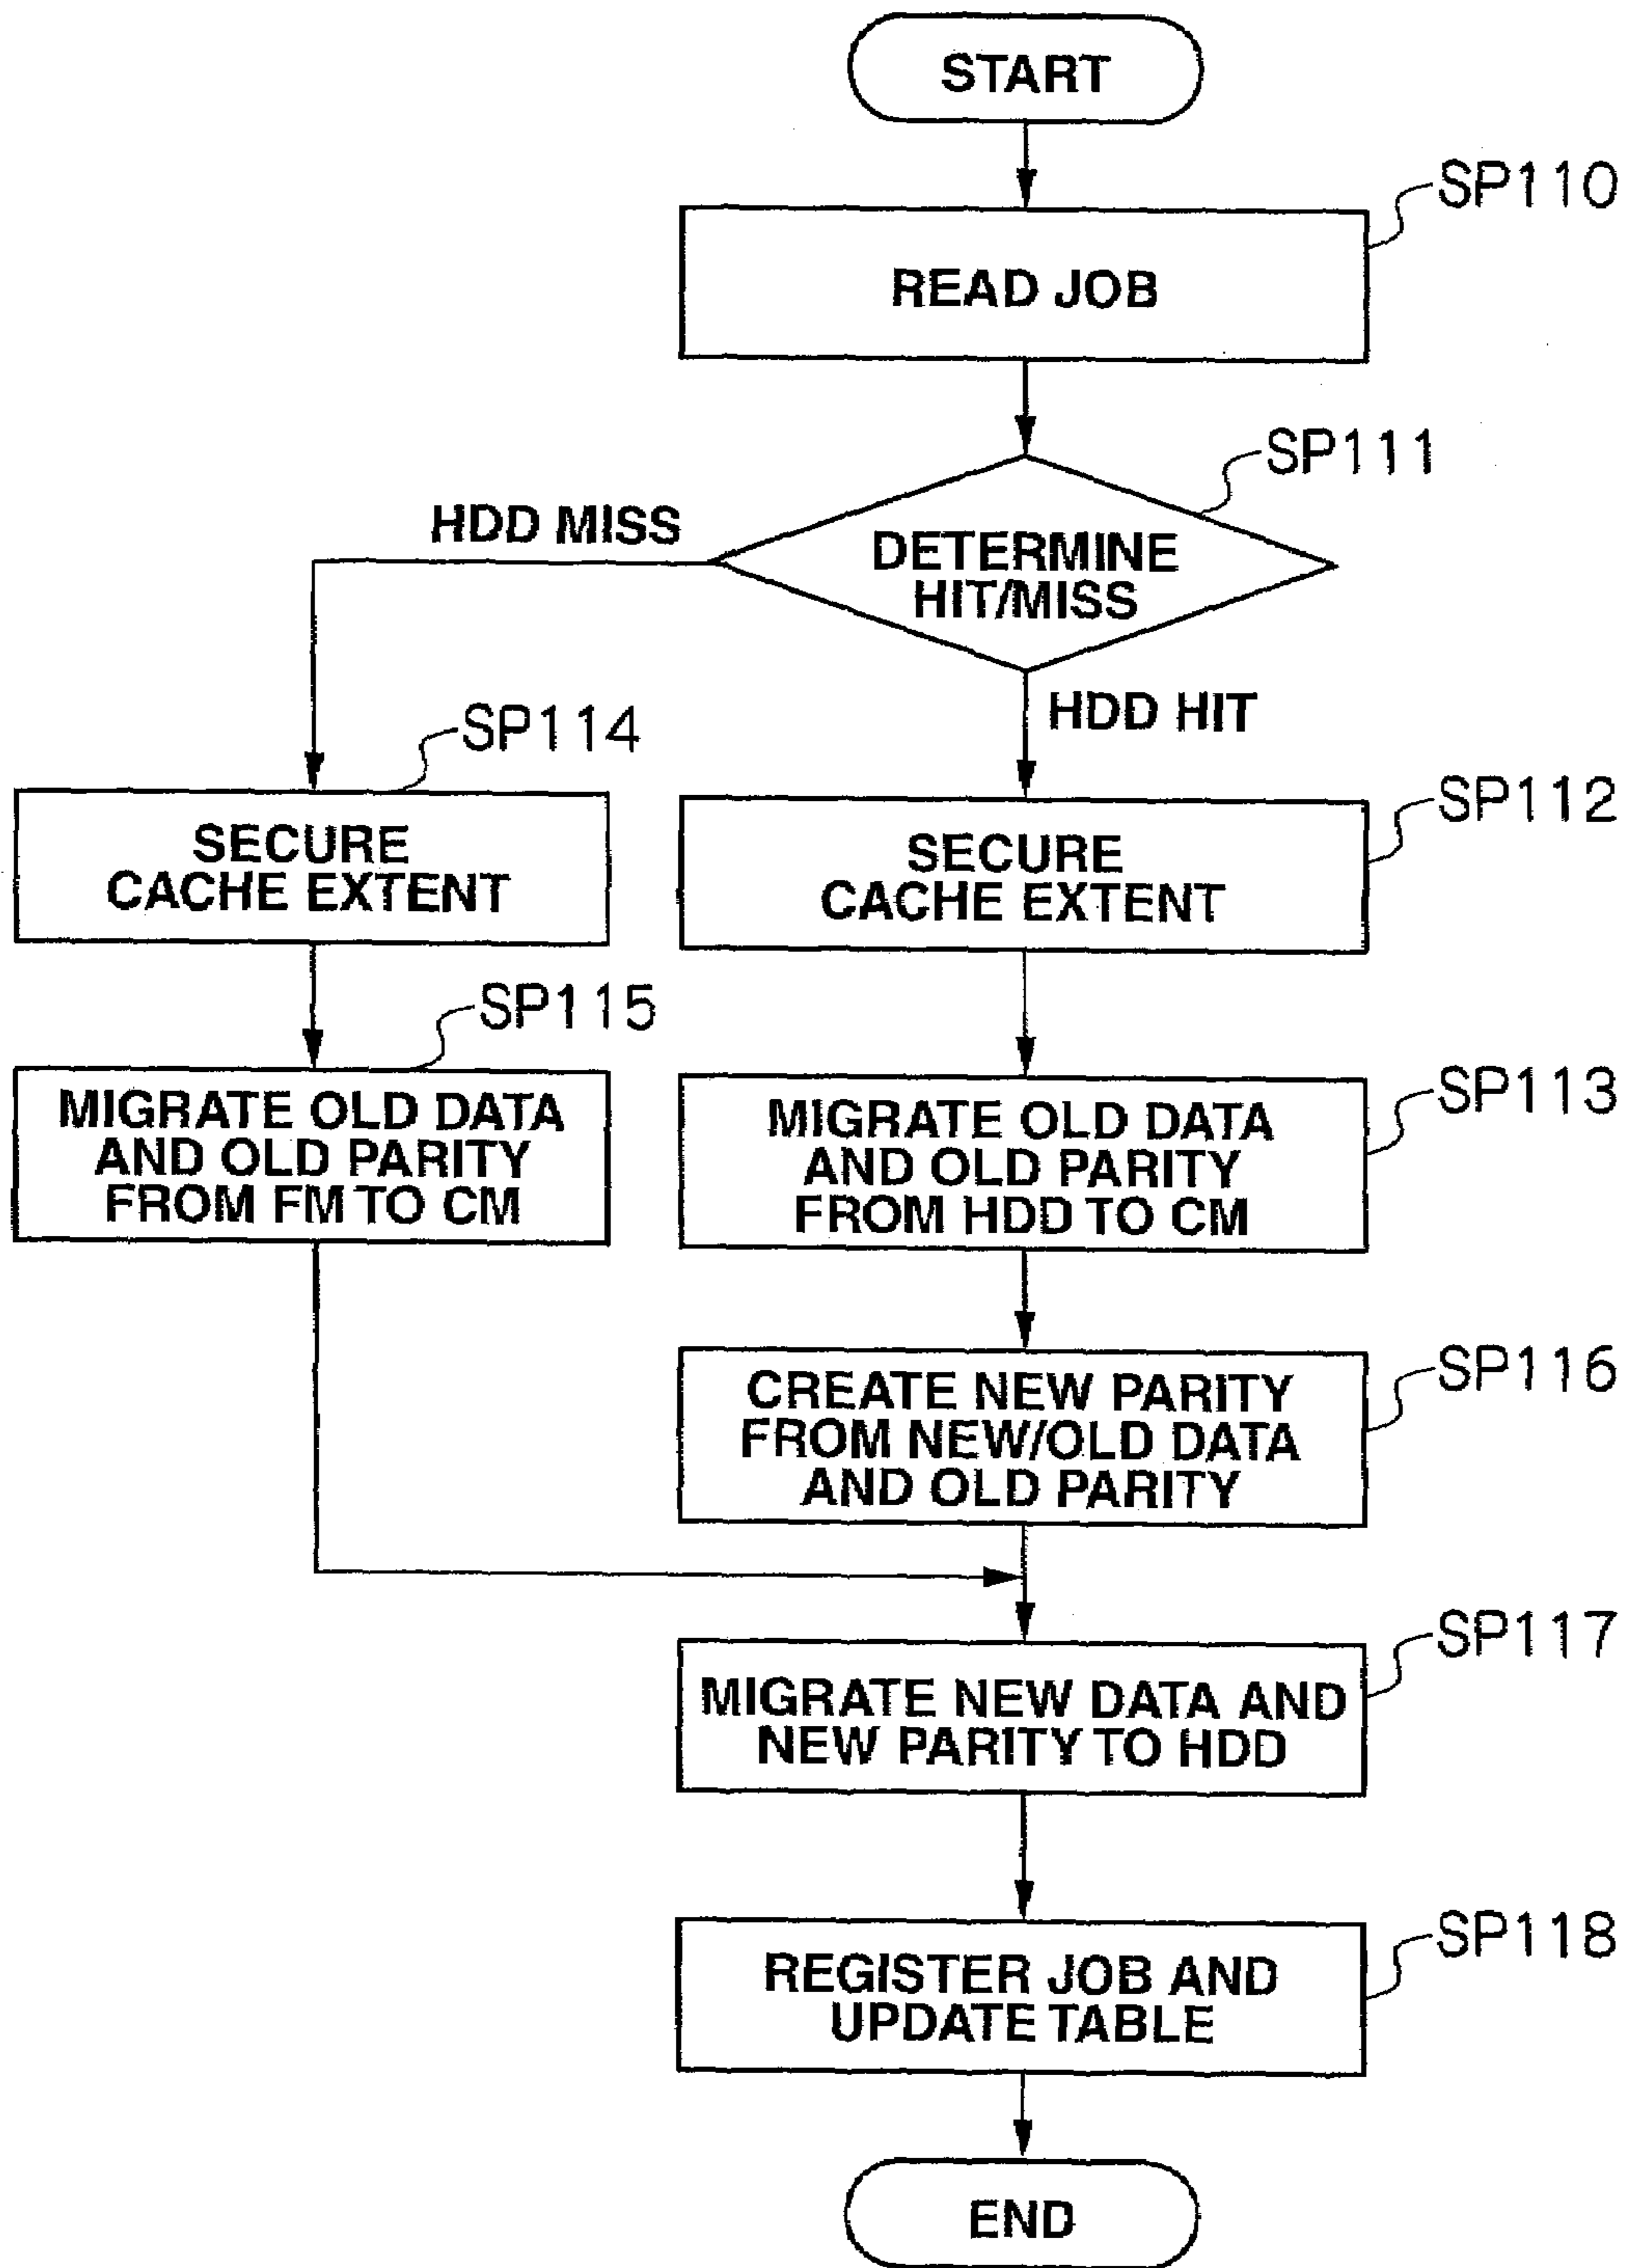 START
SP110
READ JOB
SP111
HDD MISS
DETERMINE
HIT/MISS
HDD HIT
SP114
SECURE
CACHE EXTENT
SP112
SECURE
CACHE EXTENT
SP115
MIGRATE OLD DATA
AND OLD PARITY
FROM FM TO CM
SP113
MIGRATE OLD DATA
AND OLD PARITY
FROM HDD TO CM
SP116
CREATE NEW PARITY
FROM NEW/OLD DATA
AND OLD PARITY
SP117
MIGRATE NEW DATA AND
NEW PARITY TO HDD
SP118
REGISTER JOB AND
UPDATE TABLE
END